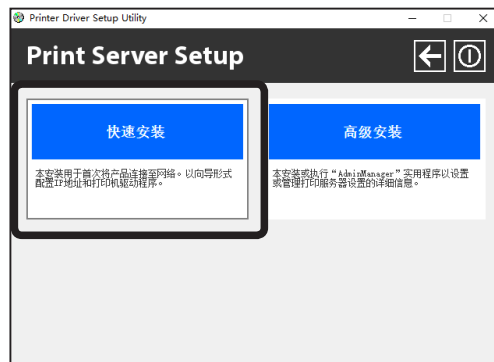 Printer Driver Setup Utility
Print Server Setup
快速安装
本安装用于首次将产品连接至网络。以向导形式
配置IP地址和打印机驱动程序。
高级安装
本安装或执行“AdminManager”实用程序以设置
或管理打印服务器设置的详细信息。